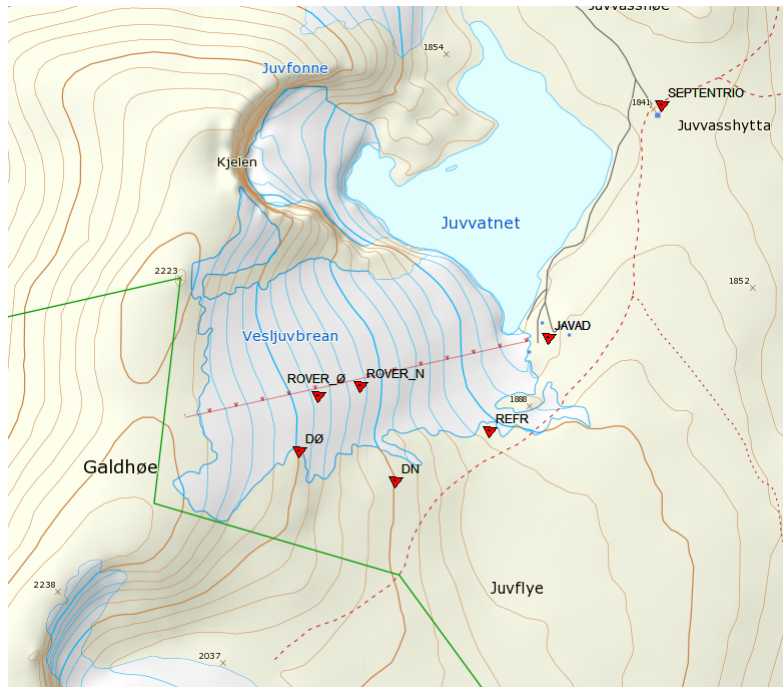 Juvvasshøe
1854
Juvfonne
SEPTENTRIO
1841
Juvvasshytta
Kjelen
Juvvatnet
2223
1852
JAVAD
Vesljuvbrean
ROVER_Ø
ROVER_N
1888
REFR
DØ
Galdhøe
DN
2238
Juvflye
2037